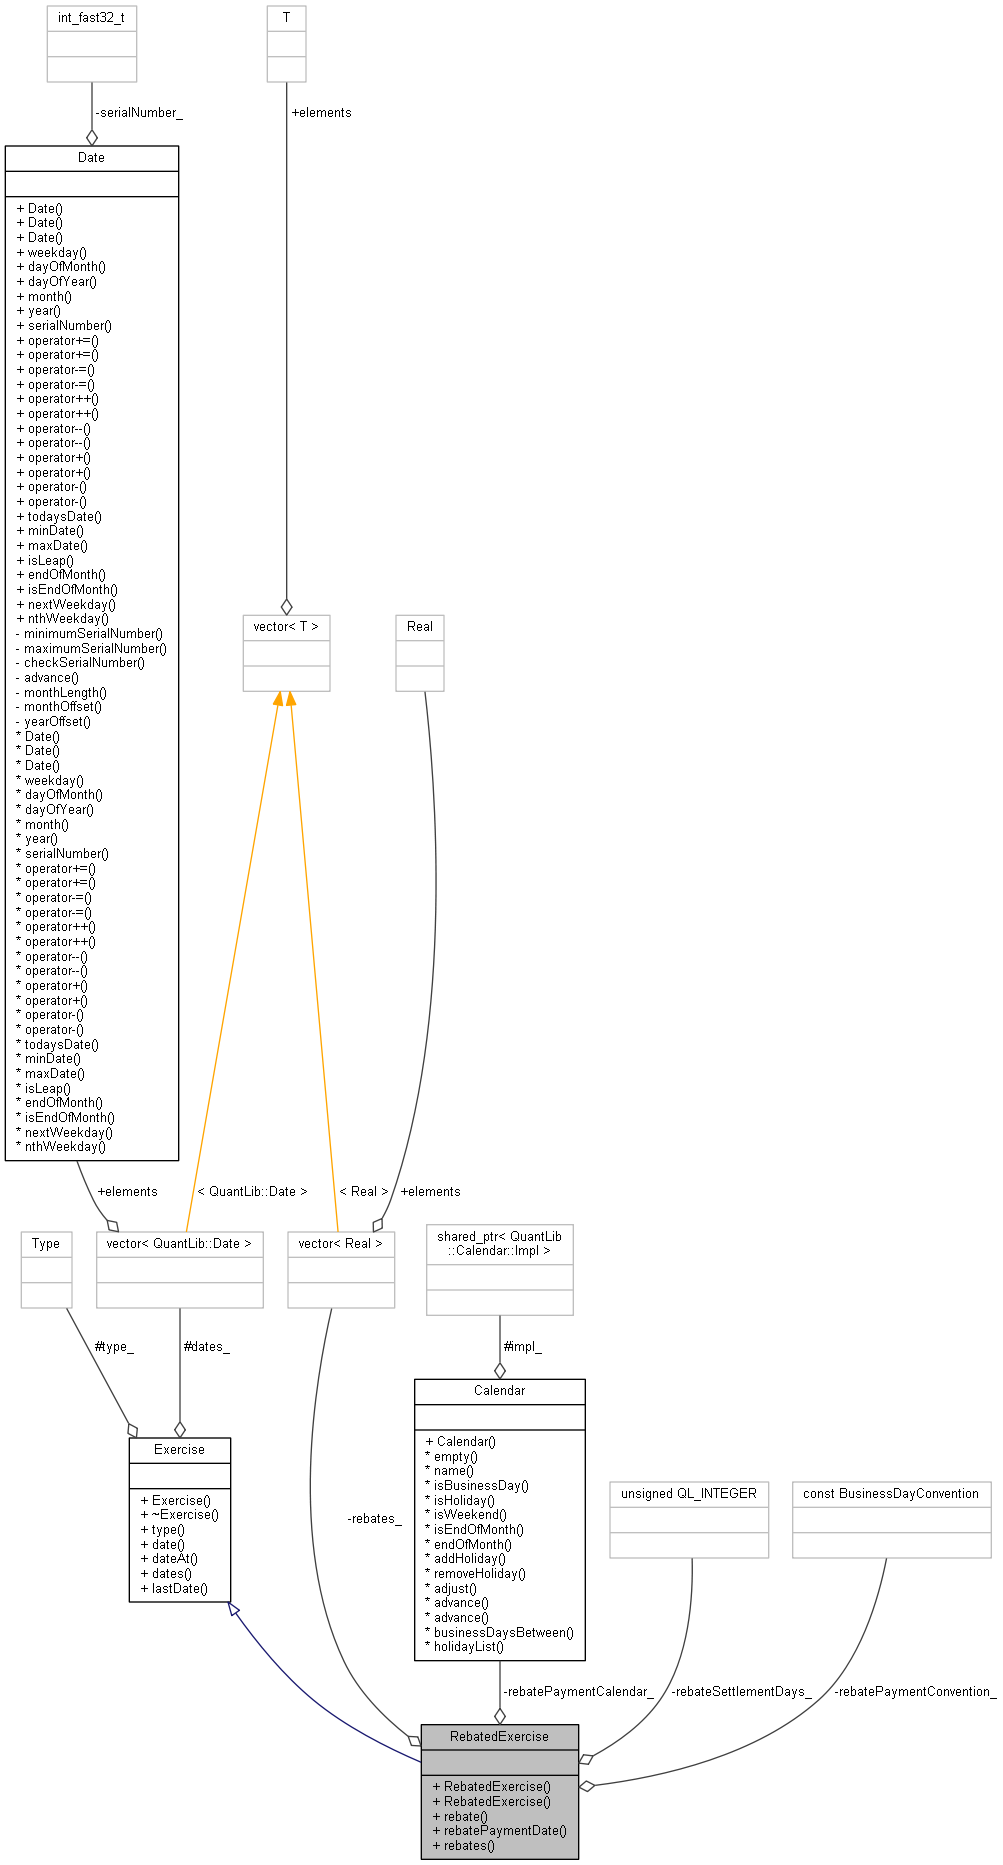 int_fast32_t
T
-serialNumber_
+elements
Date
+ Date()
+ Date()
+ Date()
+ weekday()
+ dayOfMonth()
+ dayOfYear()
+ month()
+ year()
+ serialNumber()
+ operator+=()
+ operator+=()
+ operator-=()
+ operator-=()
+ operator++()
+ operator++()
+ operator--()
+ operator--()
+ operator+()
+ operator+()
+ operator-()
+ operator-()
+ todaysDate()
+ minDate()
+ maxDate()
+ isLeap()
+ endOfMonth()
+ isEndOfMonth()
+ nextWeekday()
+ nthWeekday()
- minimumSerialNumber()
- maximumSerialNumber()
- checkSerialNumber()
- advance()
- monthLength()
- monthOffset()
- yearOffset()
* Date()
* Date()
* Date()
* weekday()
* dayOfMonth()
* dayOfYear()
* month()
* year()
* serialNumber()
* operator+=()
* operator+=()
* operator-=()
* operator-=()
* operator++()
* operator++()
* operator--()
* operator--()
* operator+()
* operator+()
* operator-()
* operator-()
* todaysDate()
* minDate()
* maxDate()
* isLeap()
* endOfMonth()
* isEndOfMonth()
* nextWeekday()
* nthWeekday()
vector< T >
Real
+elements
< QuantLib::Date >
< Real >
+elements
Type
vector< QuantLib::Date >
vector< Real >
shared_ptr< QuantLib
::Calendar::Impl >
#type_
#dates_
#impl_
Exercise
+ Exercise()
+ ~Exercise()
+ type()
+ date()
+ dateAt()
+ dates()
+ lastDate()
-rebates_
Calendar
+ Calendar()
* empty()
* name()
* isBusinessDay()
* isHoliday()
* isWeekend()
* isEndOfMonth()
* endOfMonth()
* addHoliday()
* removeHoliday()
* adjust()
* advance()
* advance()
* businessDaysBetween()
* holidayList()
unsigned QL_INTEGER
const BusinessDayConvention
-rebatePaymentCalendar_
-rebateSettlementDays_
-rebatePaymentConvention_
RebatedExercise
+ RebatedExercise()
+ RebatedExercise()
+ rebate()
+ rebatePaymentDate()
+ rebates()